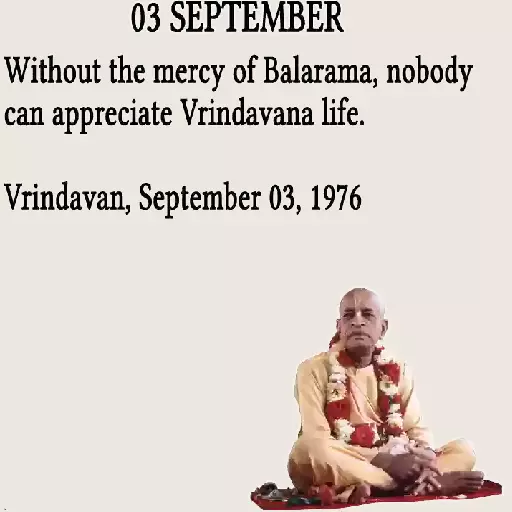 03 SEPTEMBER
Without the mercy of Balarama, nobody
can appreciate Vrindavana life.
Vrindavan, September 03, 1976